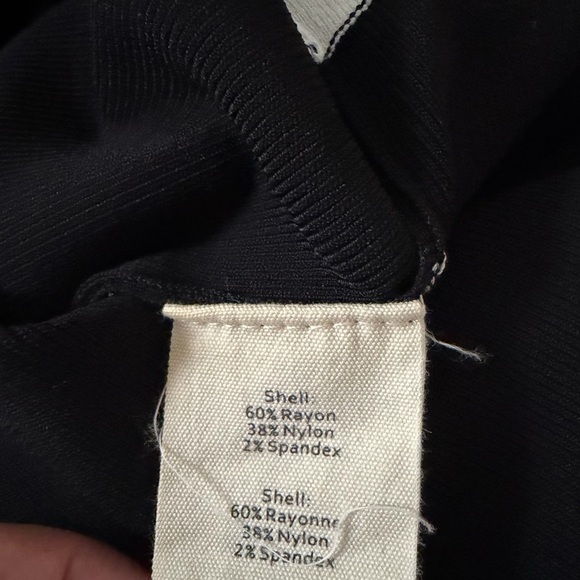 Shell:
60% Rayon
38% Nylon
2% Spandex
Shell:
60% Rayonne
38% Nylon
2% Spandex